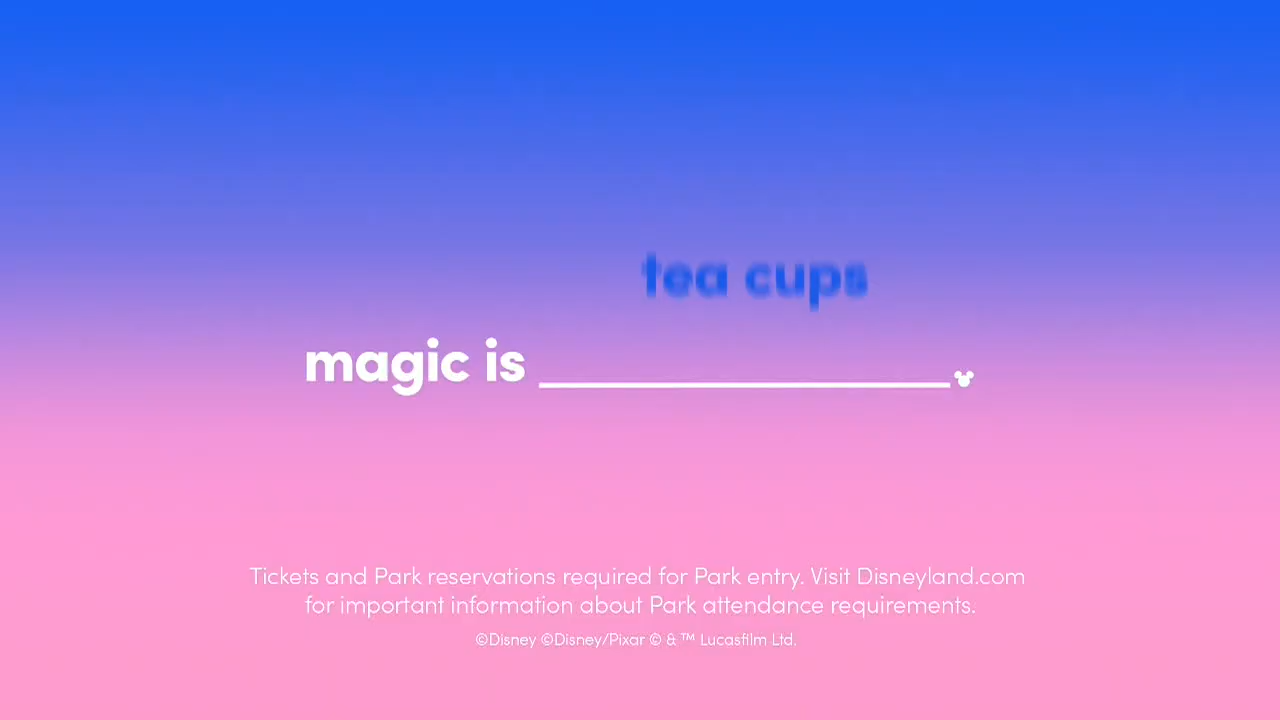 tea cups
magic is
Tickets and Park reservations required for Park entry. Visit Disneyland.com
for important information about Park attendance requirements.
©Disney ©Disney/Pixar © & ™ Lucasfilm Ltd.